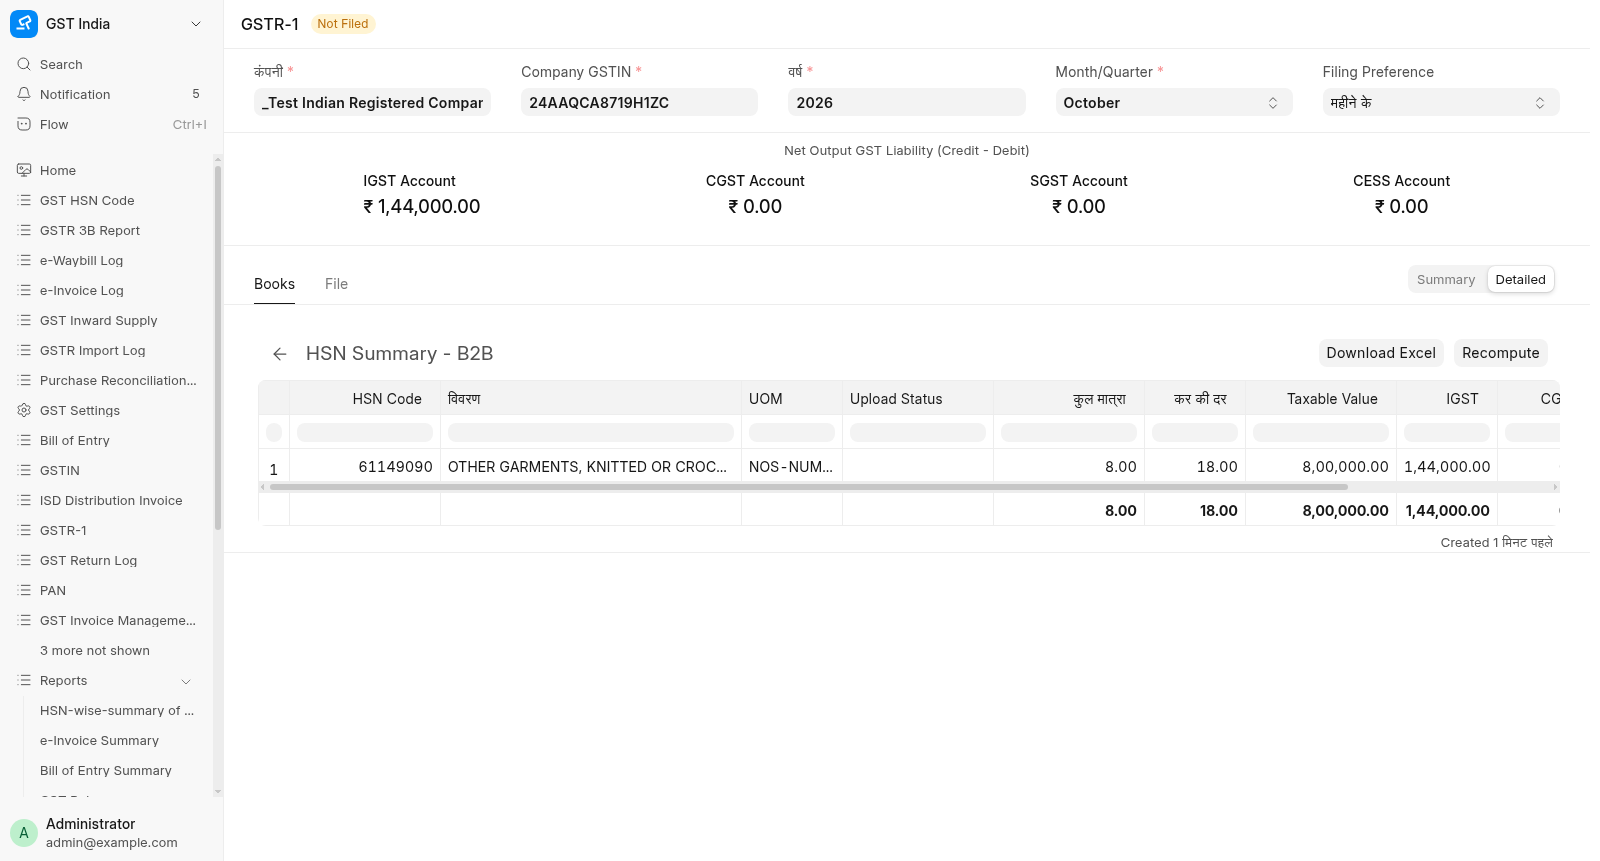 GST India
Search
Notification 5
Flow Ctrl+I
Home
GST HSN Code
GSTR 3B Report
e-Waybill Log
e-Invoice Log
GST Inward Supply
GSTR Import Log
Purchase Reconciliation...
GST Settings
Bill of Entry
GSTIN
ISD Distribution Invoice
GSTR-1
GST Return Log
PAN
GST Invoice Manageme...
3 more not shown
Reports
HSN-wise-summary of ...
e-Invoice Summary
Bill of Entry Summary
A Administrator
admin@example.com
GSTR-1 Not Filed
कंपनी * Company GSTIN * वर्ष * Month/Quarter * Filing Preference
_Test Indian Registered Compar 24AAQCA8719H1ZC 2026 October महीने के
Net Output GST Liability (Credit - Debit)
IGST Account CGST Account SGST Account CESS Account
₹ 1,44,000.00 ₹ 0.00 ₹ 0.00 ₹ 0.00
Books File Summary Detailed
HSN Summary - B2B Download Excel Recompute
HSN Code विवरण UOM Upload Status कुल मात्रा कर की दर Taxable Value IGST CG
1 61149090 OTHER GARMENTS, KNITTED OR CROC... NOS-NUM... 8.00 18.00 8,00,000.00 1,44,000.00
8.00 18.00 8,00,000.00 1,44,000.00
Created 1 मिनट पहले